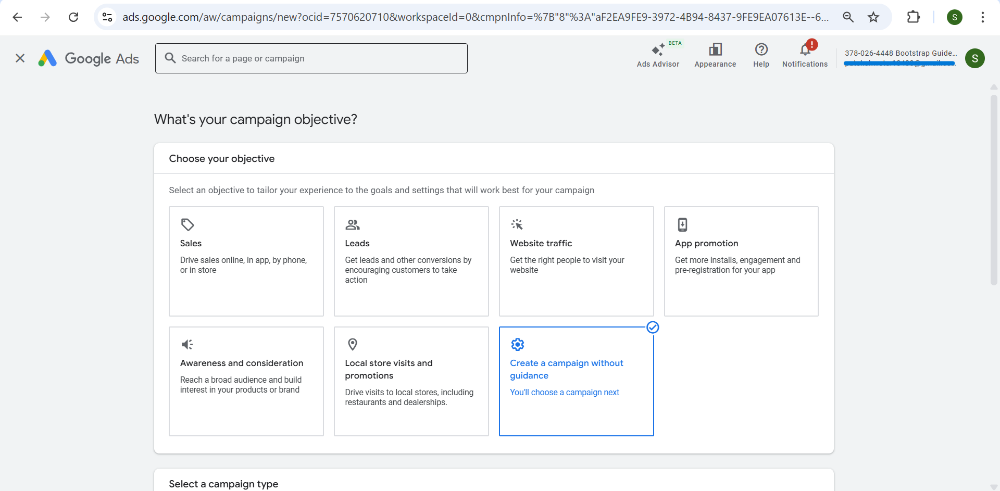 ads.google.com/aw/campaigns/new?ocid=7570620710&workspaceId=0&cmpnInfo=%7B"8"%3A"aF2EA9FE9-3972-4B94-8437-9FE9EA07613E--6...
S
Google Ads
Search for a page or campaign
BETA
Ads Advisor
Appearance
Help
!
Notifications
378-026-4448 Bootstrap Guide...
S
What's your campaign objective?
Choose your objective
Select an objective to tailor your experience to the goals and settings that will work best for your campaign
Sales
Drive sales online, in app, by phone,
or in store
Leads
Get leads and other conversions by
encouraging customers to take
action
Website traffic
Get the right people to visit your
website
App promotion
Get more installs, engagement and
pre-registration for your app
Awareness and consideration
Reach a broad audience and build
interest in your products or brand
Local store visits and
promotions
Drive visits to local stores, including
restaurants and dealerships.
Create a campaign without
guidance
You'll choose a campaign next
Select a campaign type